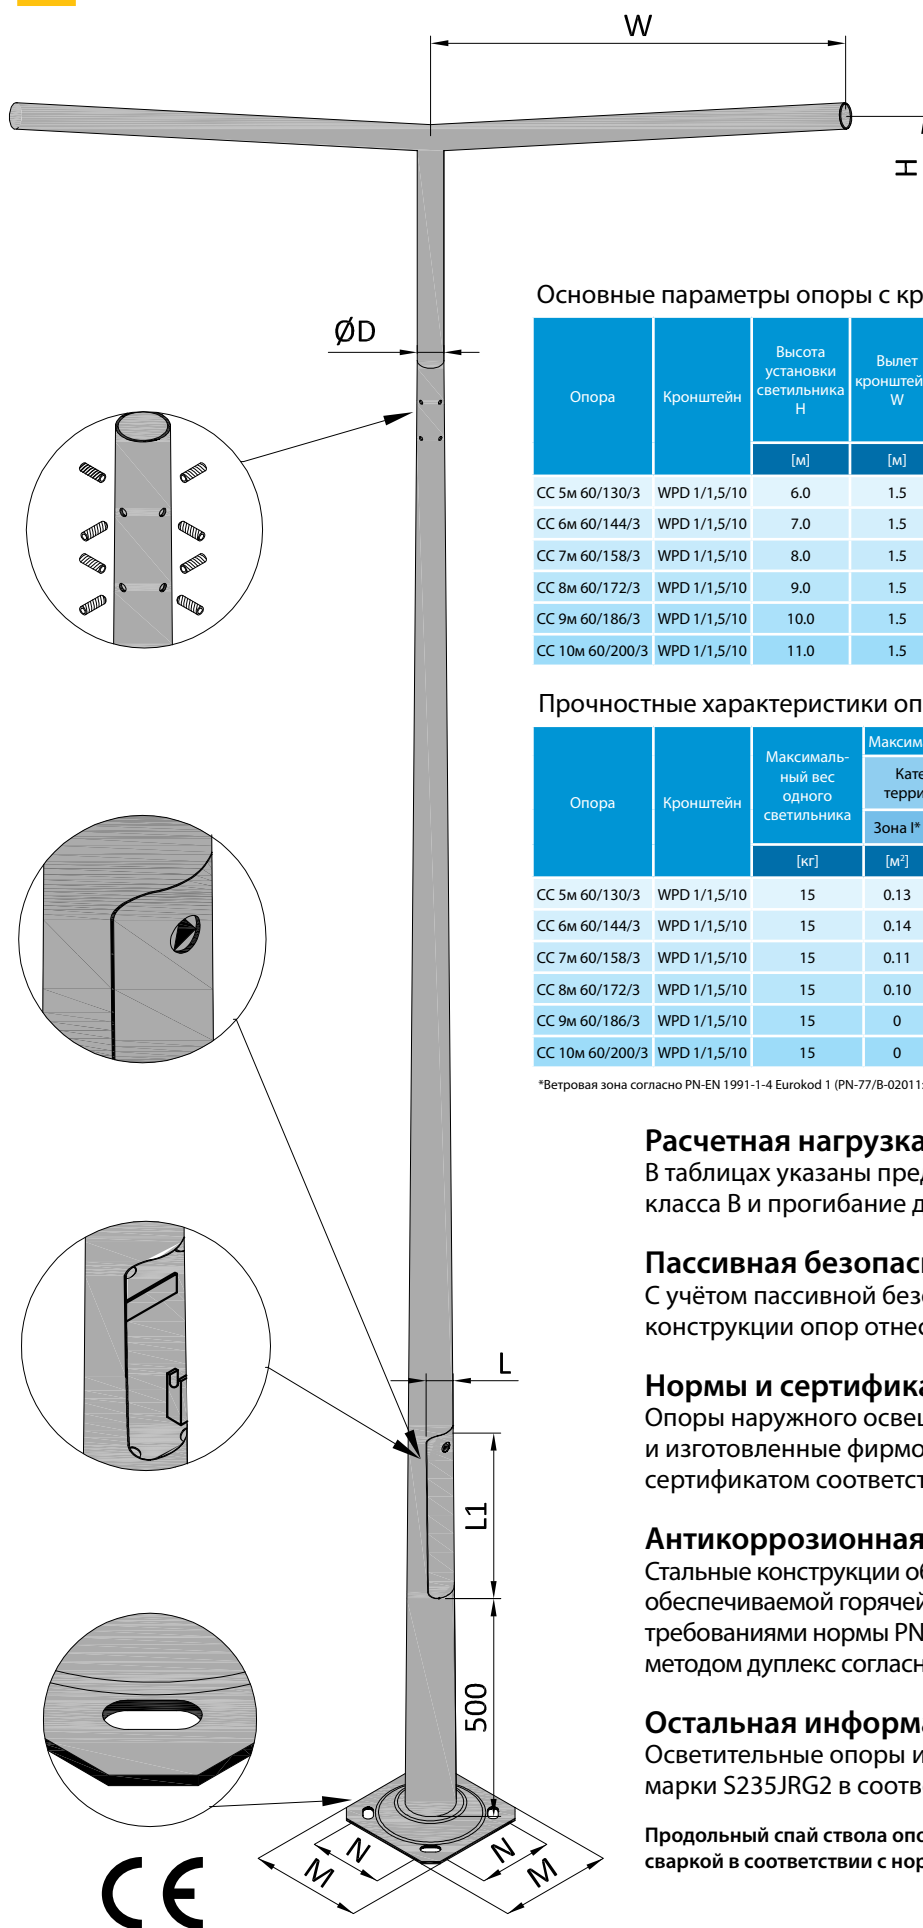 W
H
ØD
Основные параметры опоры с кр
Опора Кронштейн Высота установки светильника H Вылет кронштей W
[м] [м]
СС 5м 60/130/3 WPD 1/1,5/10 6.0 1.5
СС 6м 60/144/3 WPD 1/1,5/10 7.0 1.5
СС 7м 60/158/3 WPD 1/1,5/10 8.0 1.5
СС 8м 60/172/3 WPD 1/1,5/10 9.0 1.5
СС 9м 60/186/3 WPD 1/1,5/10 10.0 1.5
СС 10м 60/200/3 WPD 1/1,5/10 11.0 1.5
Прочностные характеристики оп
Опора Кронштейн Максималь-ный вес одного светильника Максим
Кате
терри
Зона I*
[кг] [м²]
СС 5м 60/130/3 WPD 1/1,5/10 15 0.13
СС 6м 60/144/3 WPD 1/1,5/10 15 0.14
СС 7м 60/158/3 WPD 1/1,5/10 15 0.11
СС 8м 60/172/3 WPD 1/1,5/10 15 0.10
СС 9м 60/186/3 WPD 1/1,5/10 15 0
СС 10м 60/200/3 WPD 1/1,5/10 15 0
*Ветровая зона согласно PN-EN 1991-1-4 Eurokod 1 (PN-77/B-02011:
Расчетная нагрузка
В таблицах указаны пред
класса В и прогибание д
Пассивная безопасн
С учётом пассивной безо
конструкции опор отнес
Нормы и сертифика
Опоры наружного освещ
и изготовленные фирмо
сертификатом соответст
Антикоррозионная
Стальные конструкции об
обеспечиваемой горячей
требованиями нормы PN
методом дуплекс согласн
Остальная информа
Осветительные опоры и
марки S235JRG2 в соотв
Продольный спай ствола опо
сваркой в соответствии с нор
L
L1
500
N
M
N
M
CE